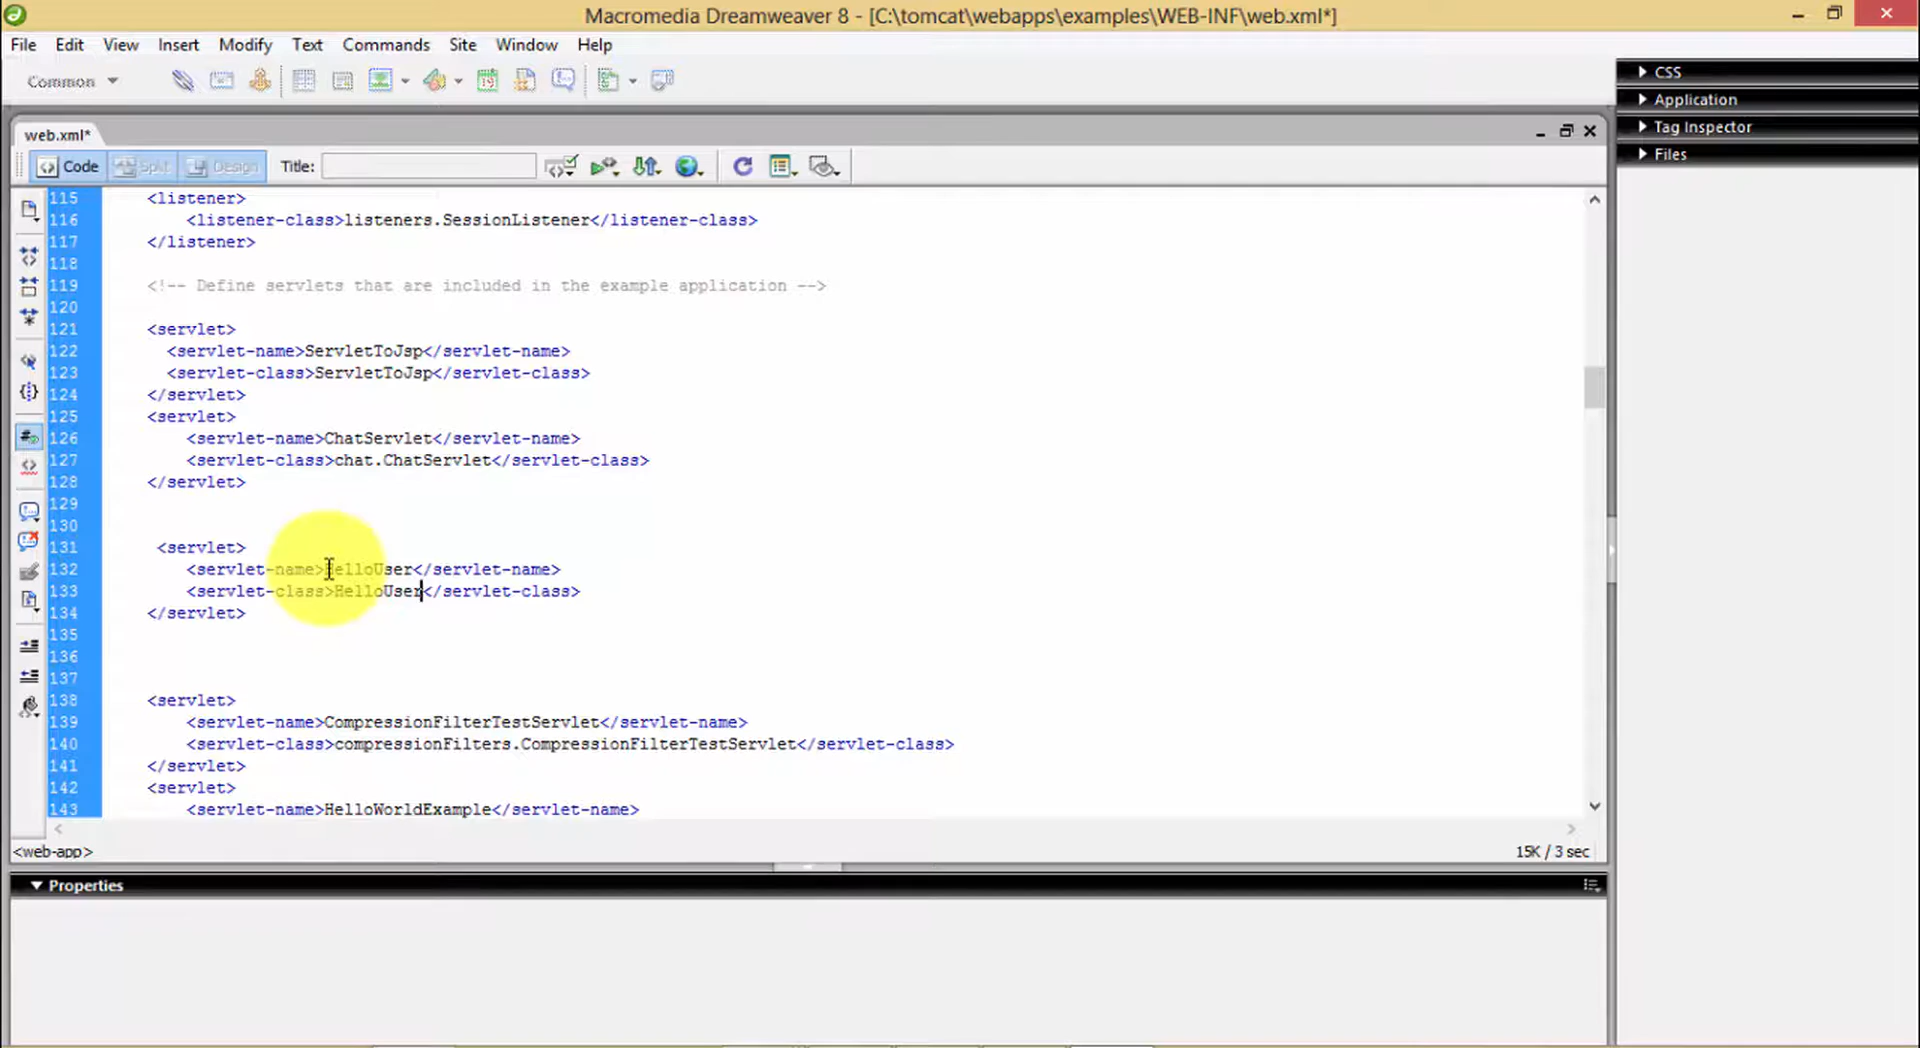 Macromedia Dreamweaver 8 - [C:\tomcat\webapps\examples\WEB-INF\web.xml*]
File Edit View Insert Modify Text Commands Site Window Help
Common
CSS
Application
Tag Inspector
Files
web.xml*
Code Split Design Title:
115 <listener>
116 <listener-class>listeners.SessionListener</listener-class>
117 </listener>
118
119 <!-- Define servlets that are included in the example application -->
120
121 <servlet>
122 <servlet-name>ServletToJsp</servlet-name>
123 <servlet-class>ServletToJsp</servlet-class>
124 </servlet>
125 <servlet>
126 <servlet-name>ChatServlet</servlet-name>
127 <servlet-class>chat.ChatServlet</servlet-class>
128 </servlet>
129
130
131 <servlet>
132 <servlet-name>HelloUser</servlet-name>
133 <servlet-class>HelloUser</servlet-class>
134 </servlet>
135
136
137
138 <servlet>
139 <servlet-name>CompressionFilterTestServlet</servlet-name>
140 <servlet-class>compressionFilters.CompressionFilterTestServlet</servlet-class>
141 </servlet>
142 <servlet>
143 <servlet-name>HelloWorldExample</servlet-name>
<web-app> 15K / 3 sec
Properties